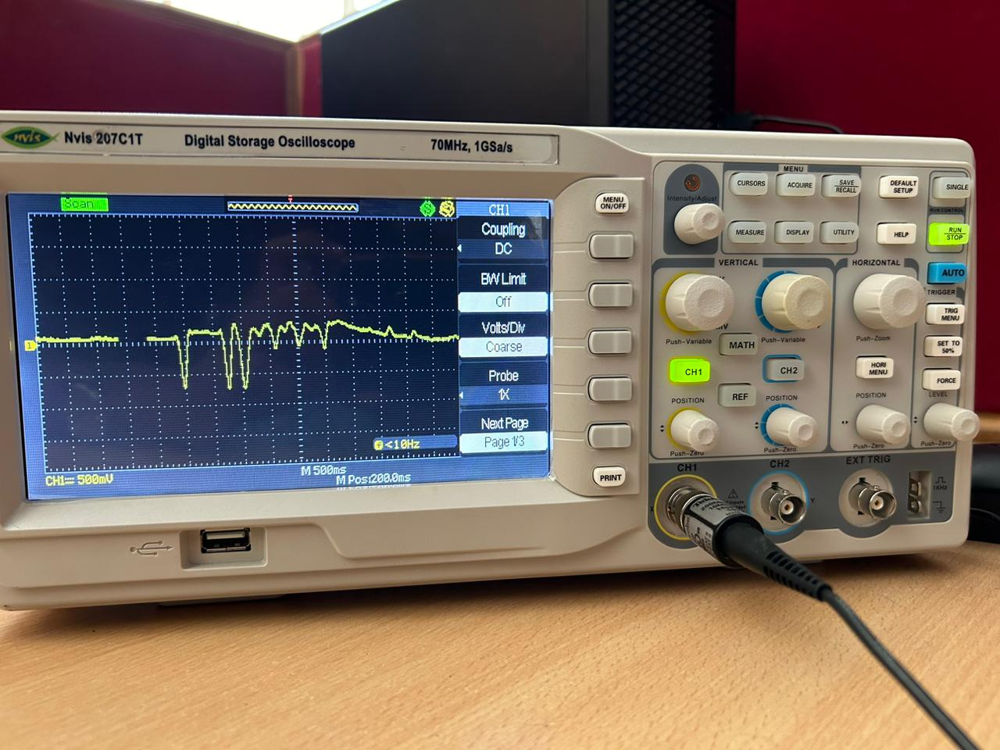 nvis Nvis 207C1T Digital Storage Oscilloscope 70MHz, 1GSa/s
Scan
CH1
Coupling
DC
BW Limit
Off
Volts/Div
Coarse
Probe
1X
Next Page
Page 1/3
1
<10Hz
CH1 500mV
M 500ms
M Pos:200.0ms
MENU
ON/OFF
PRINT
Intensity/Adjust
MENU
CURSORS
ACQUIRE
SAVE
RECALL
MEASURE
DISPLAY
UTILITY
DEFAULT
SETUP
HELP
SINGLE
RUN CONTROL
RUN
STOP
AUTO
TRIGGER
TRIG
MENU
SET TO
50%
FORCE
LEVEL
Push-Zero
VERTICAL
Push-Variable
MATH
Push-Variable
CH1
CH2
REF
POSITION
POSITION
Push-Zero
Push-Zero
HORIZONTAL
Push-Zoom
HORI
MENU
POSITION
Push-Zero
CH1
CH2
EXT TRIG
X
Y
1KHz